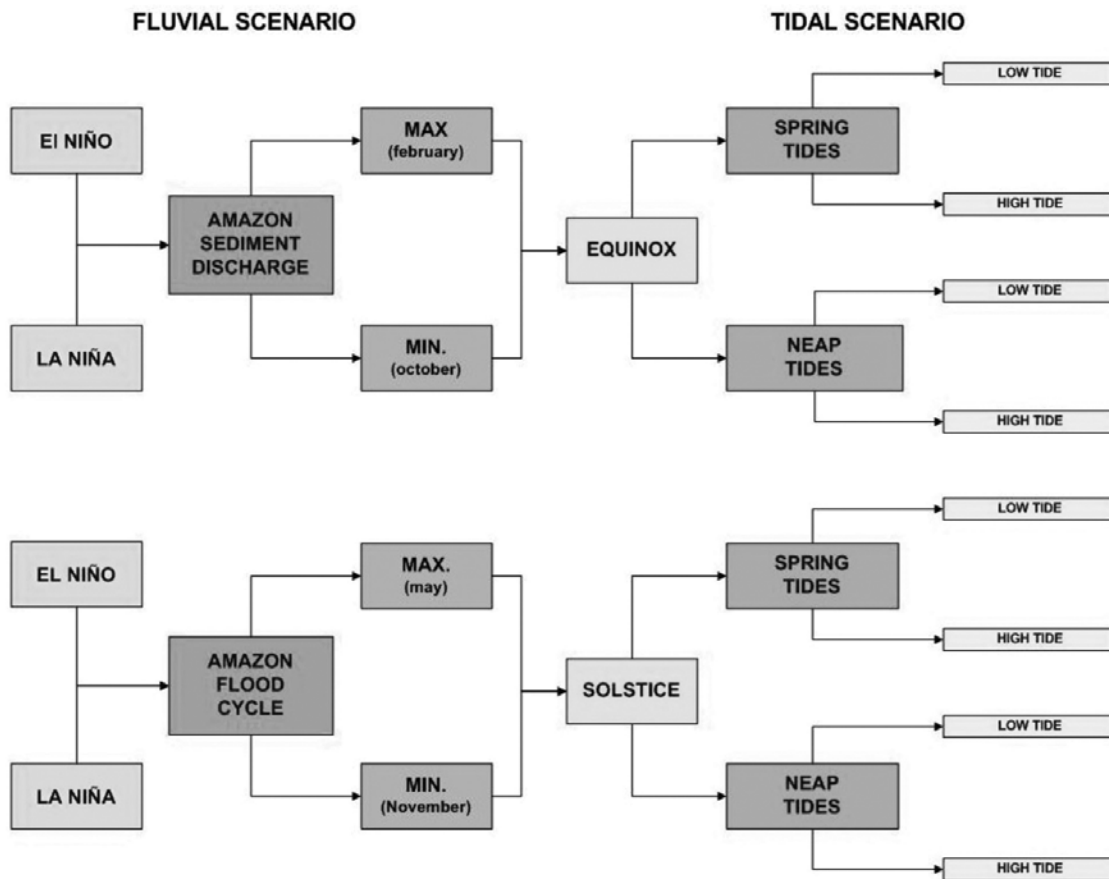 FLUVIAL SCENARIO
TIDAL SCENARIO
El NIÑO
LA NIÑA
AMAZON
SEDIMENT
DISCHARGE
MAX
(february)
MIN.
(october)
EQUINOX
SPRING
TIDES
LOW TIDE
HIGH TIDE
NEAP
TIDES
LOW TIDE
HIGH TIDE
EL NIÑO
LA NIÑA
AMAZON
FLOOD
CYCLE
MAX.
(may)
MIN.
(November)
SOLSTICE
SPRING
TIDES
LOW TIDE
HIGH TIDE
NEAP
TIDES
LOW TIDE
HIGH TIDE